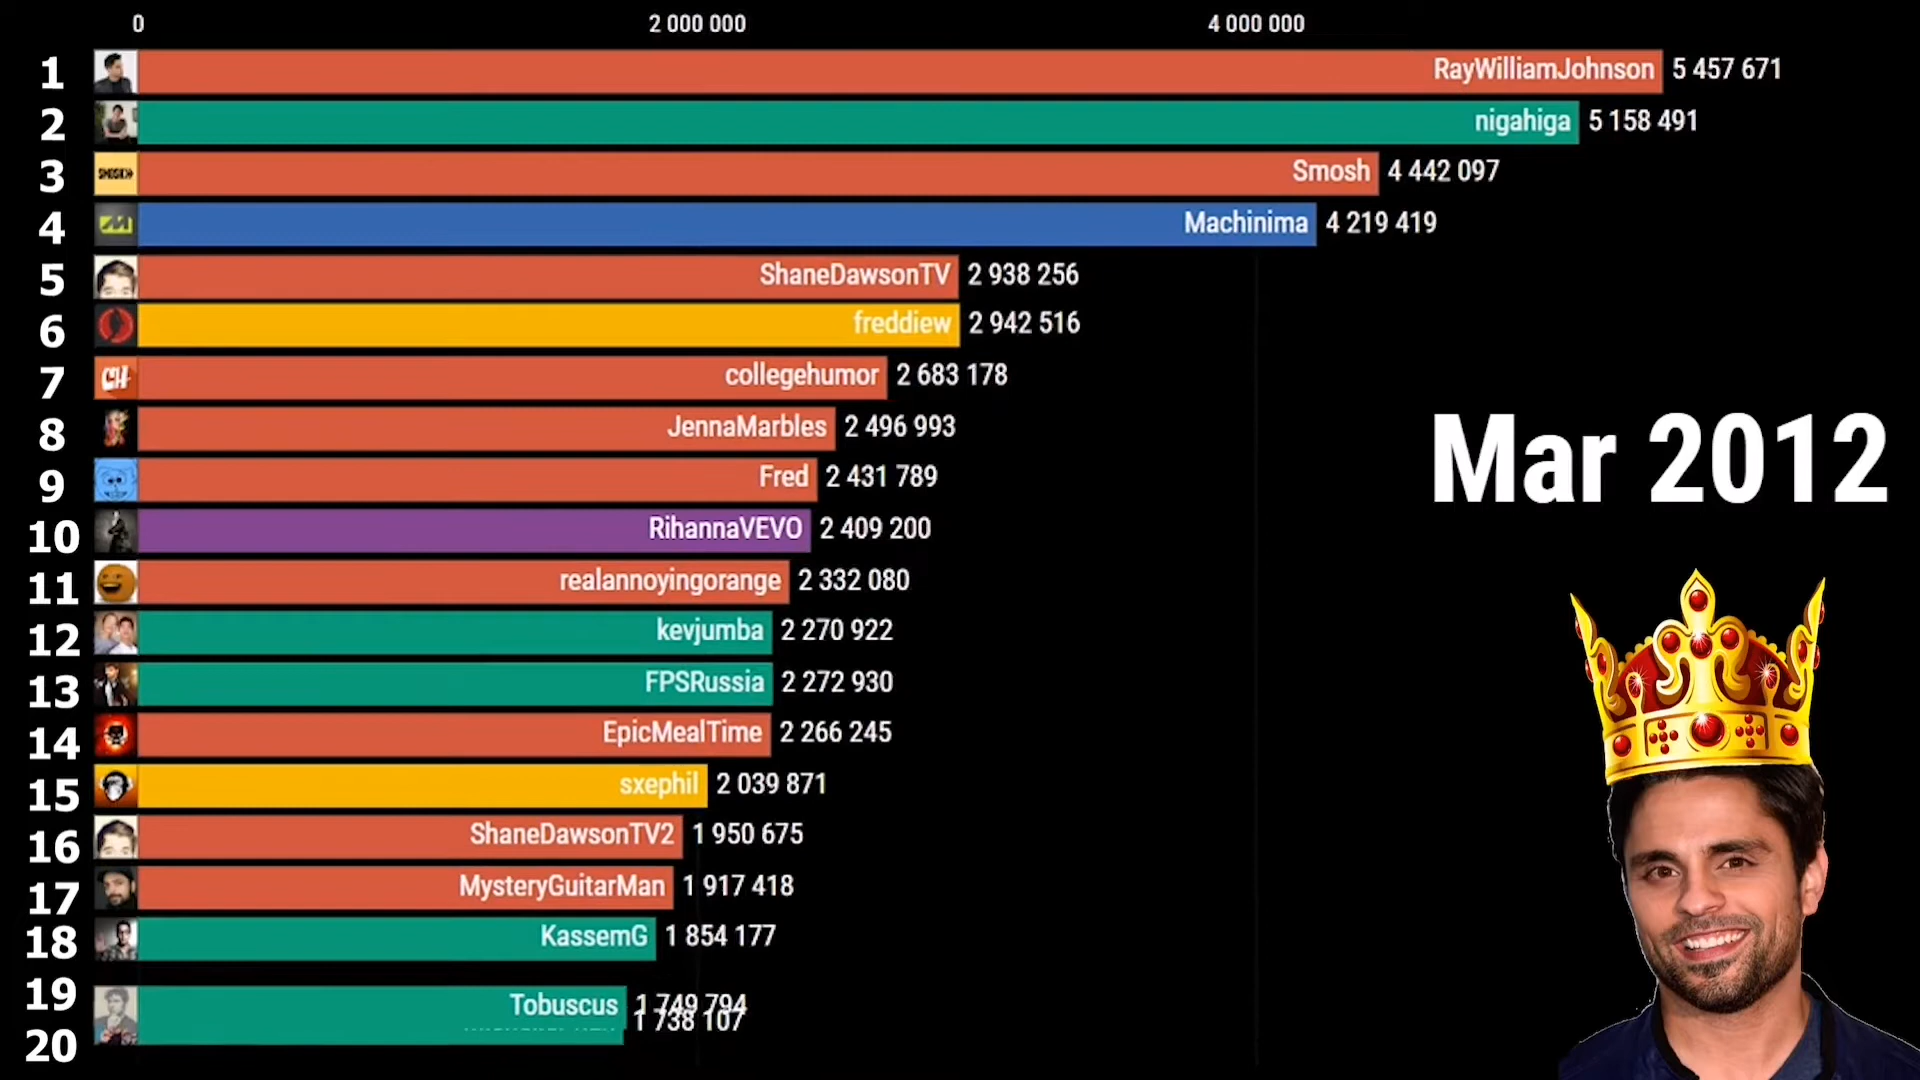 0 2 000 000 4 000 000
1 RayWilliamJohnson 5 457 671
2 nigahiga 5 158 491
3 SMOSH Smosh 4 442 097
4 Machinima 4 219 419
5 ShaneDawsonTV 2 938 256
6 freddiew 2 942 516
7 CH collegehumor 2 683 178
8 JennaMarbles 2 496 993
Mar 2012
9 Fred 2 431 789
10 RihannaVEVO 2 409 200
11 realannoyingorange 2 332 080
12 kevjumba 2 270 922
13 FPSRussia 2 272 930
14 EpicMealTime 2 266 245
15 sxephil 2 039 871
16 ShaneDawsonTV2 1 950 675
17 MysteryGuitarMan 1 917 418
18 KassemG 1 854 177
19 Tobuscus 1 749 794
20 1 738 107